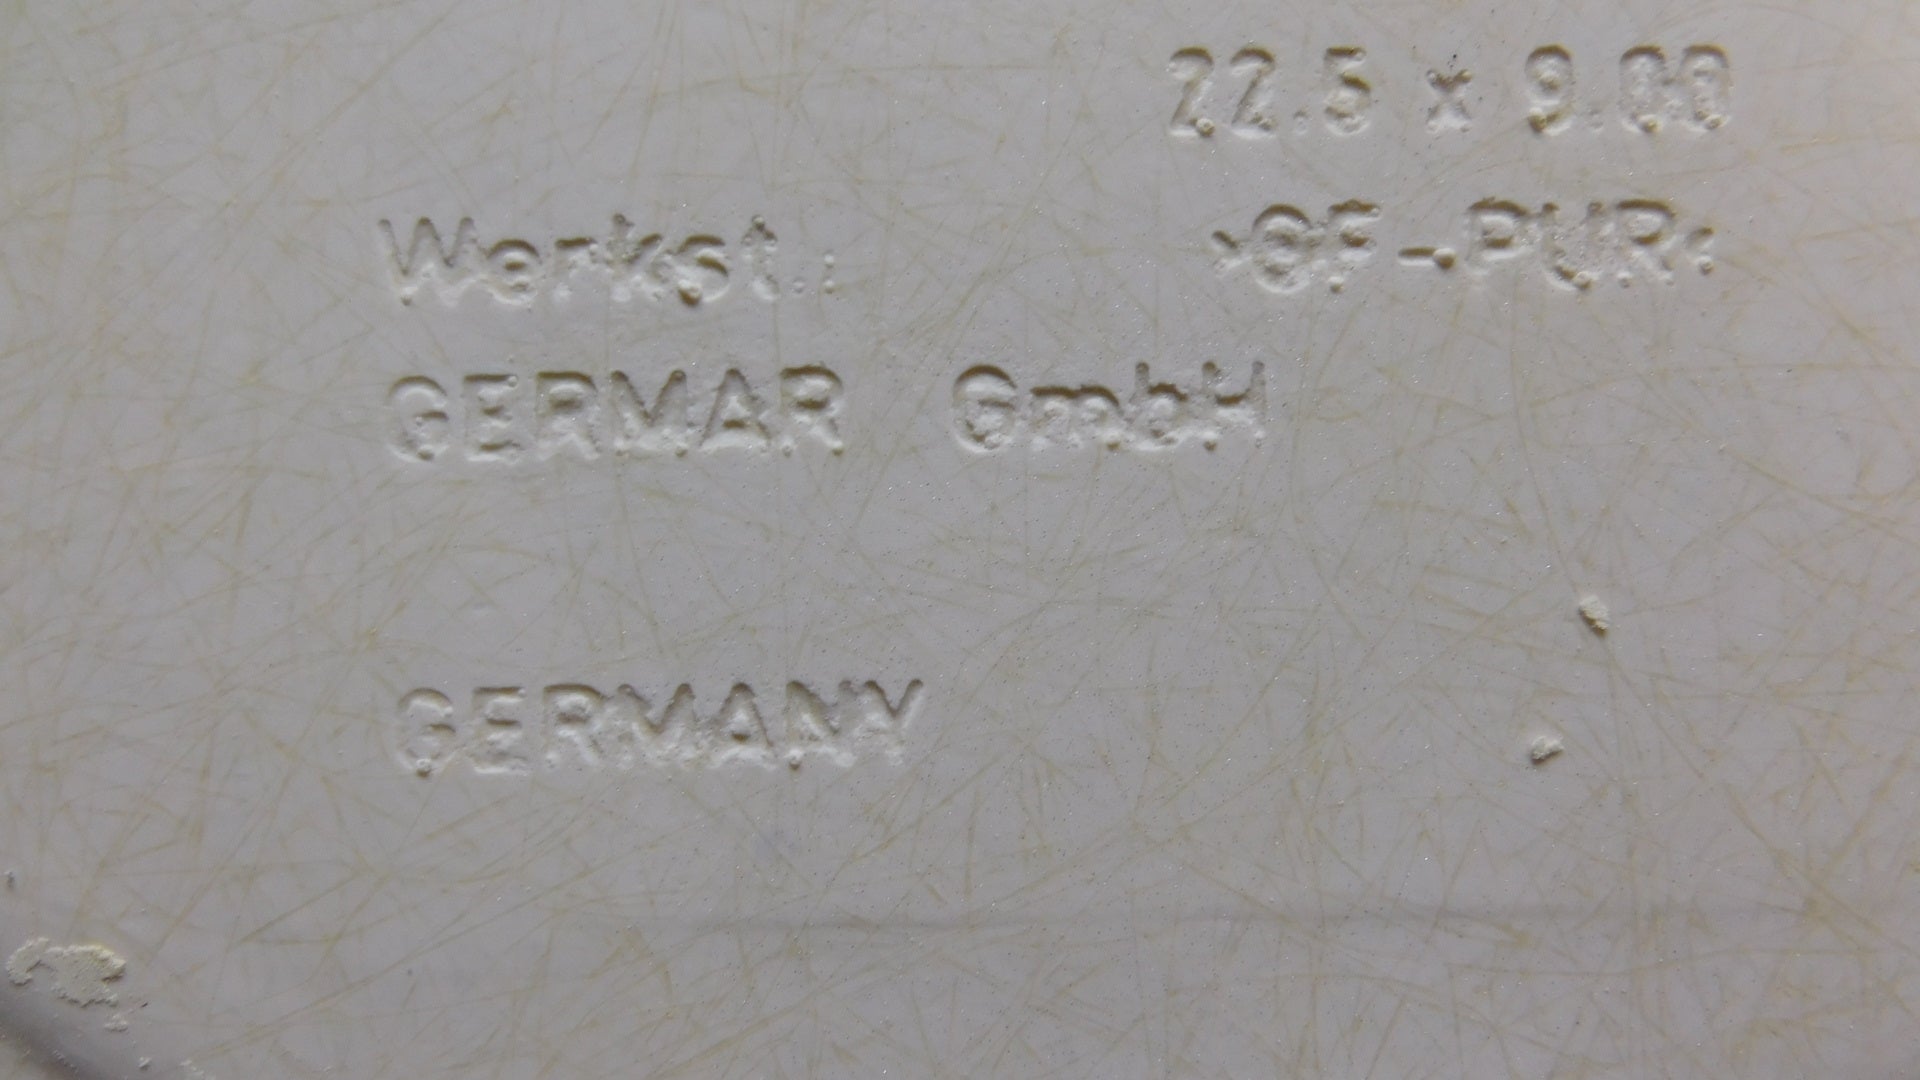 22.5 x 9.00
Werkst.: >GF-PUR<
GERMAR GmbH
GERMANY